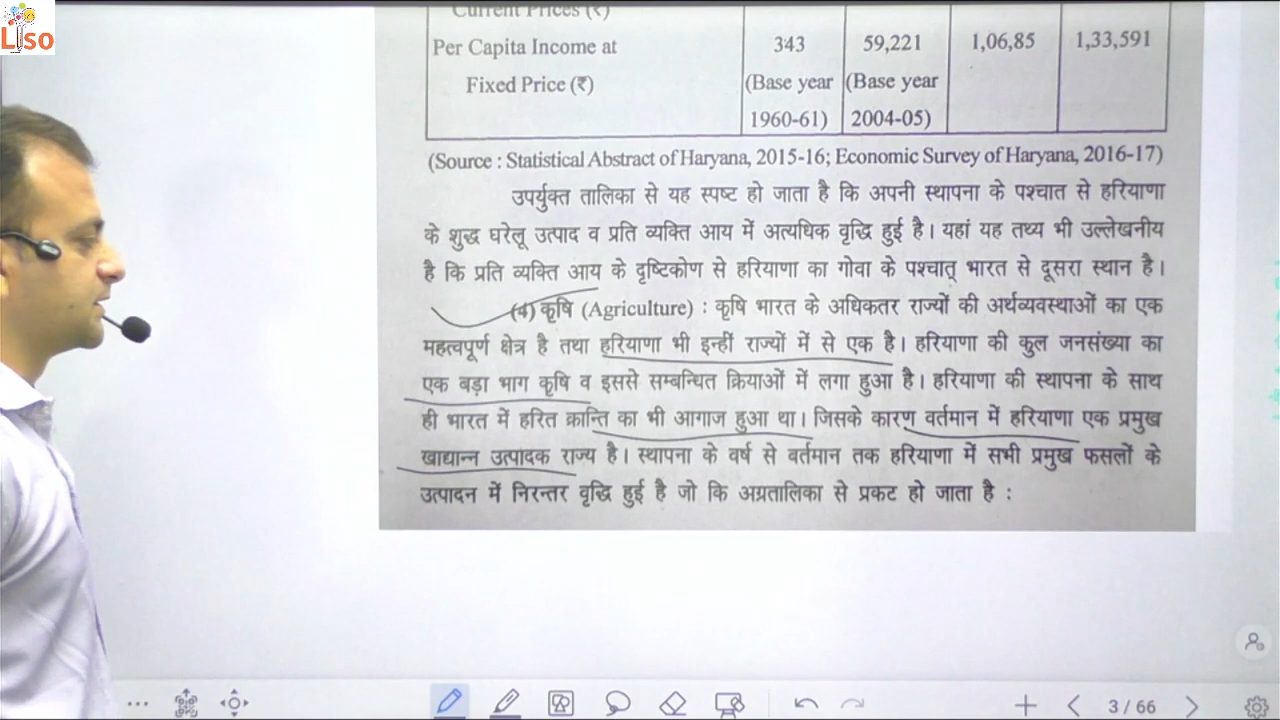 Liso
Current Prices (₹)
Per Capita Income at 343 59,221 1,06,85 1,33,591
Fixed Price (₹) (Base year (Base year
1960-61) 2004-05)
(Source : Statistical Abstract of Haryana, 2015-16; Economic Survey of Haryana, 2016-17)
उपर्युक्त तालिका से यह स्पष्ट हो जाता है कि अपनी स्थापना के पश्चात से हरियाणा
के शुद्ध घरेलू उत्पाद व प्रति व्यक्ति आय में अत्यधिक वृद्धि हुई है। यहां यह तथ्य भी उल्लेखनीय
है कि प्रति व्यक्ति आय के दृष्टिकोण से हरियाणा का गोवा के पश्चात् भारत से दूसरा स्थान है।
(4) कृषि (Agriculture) : कृषि भारत के अधिकतर राज्यों की अर्थव्यवस्थाओं का एक
महत्वपूर्ण क्षेत्र है तथा हरियाणा भी इन्हीं राज्यों में से एक है। हरियाणा की कुल जनसंख्या का
एक बड़ा भाग कृषि व इससे सम्बन्धित क्रियाओं में लगा हुआ है। हरियाणा की स्थापना के साथ
ही भारत में हरित क्रान्ति का भी आगाज हुआ था। जिसके कारण वर्तमान में हरियाणा एक प्रमुख
खाद्यान्न उत्पादक राज्य है। स्थापना के वर्ष से वर्तमान तक हरियाणा में सभी प्रमुख फसलों के
उत्पादन में निरन्तर वृद्धि हुई है जो कि अग्रतालिका से प्रकट हो जाता है :
3 / 66